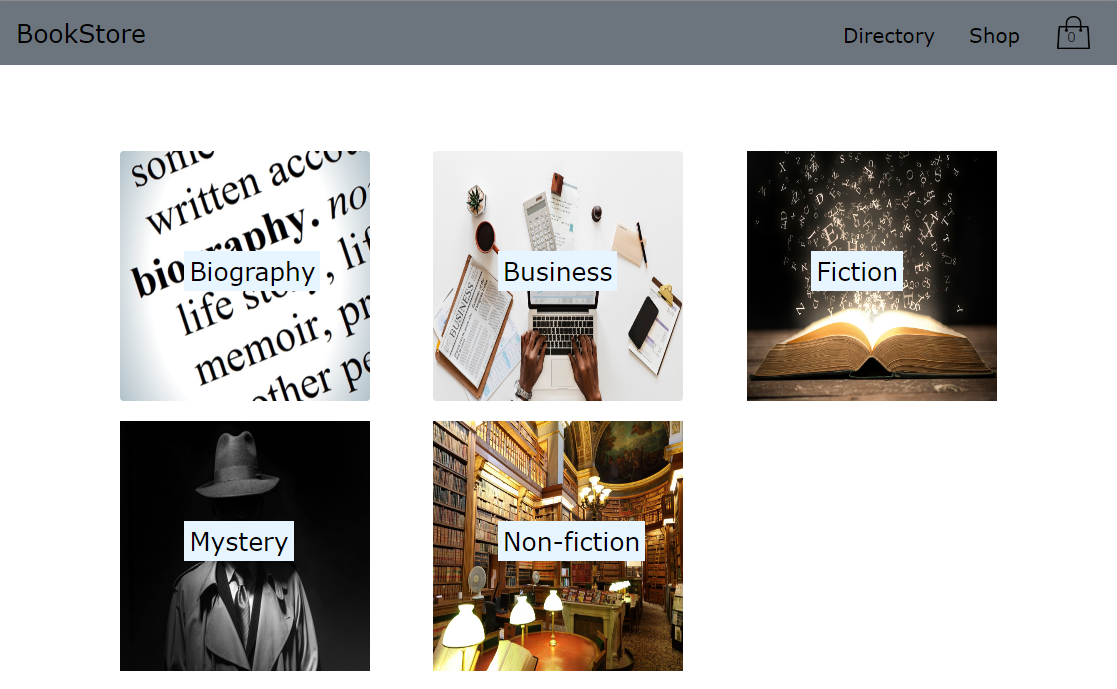 BookStore
Directory
Shop
0
some
written accou
biography. no
Biography
life story, lif
memoir, pr
other pe
Business
BUSINESS
Fiction
Mystery
Non-fiction